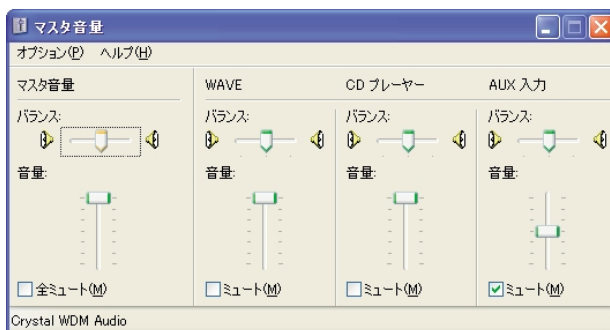 マスタ音量
オプション(P) ヘルプ(H)
マスタ音量 WAVE CD プレーヤー AUX 入力
バランス: バランス: バランス: バランス:
音量: 音量: 音量: 音量:
全ミュート(M) ミュート(M) ミュート(M) ミュート(M)
Crystal WDM Audio